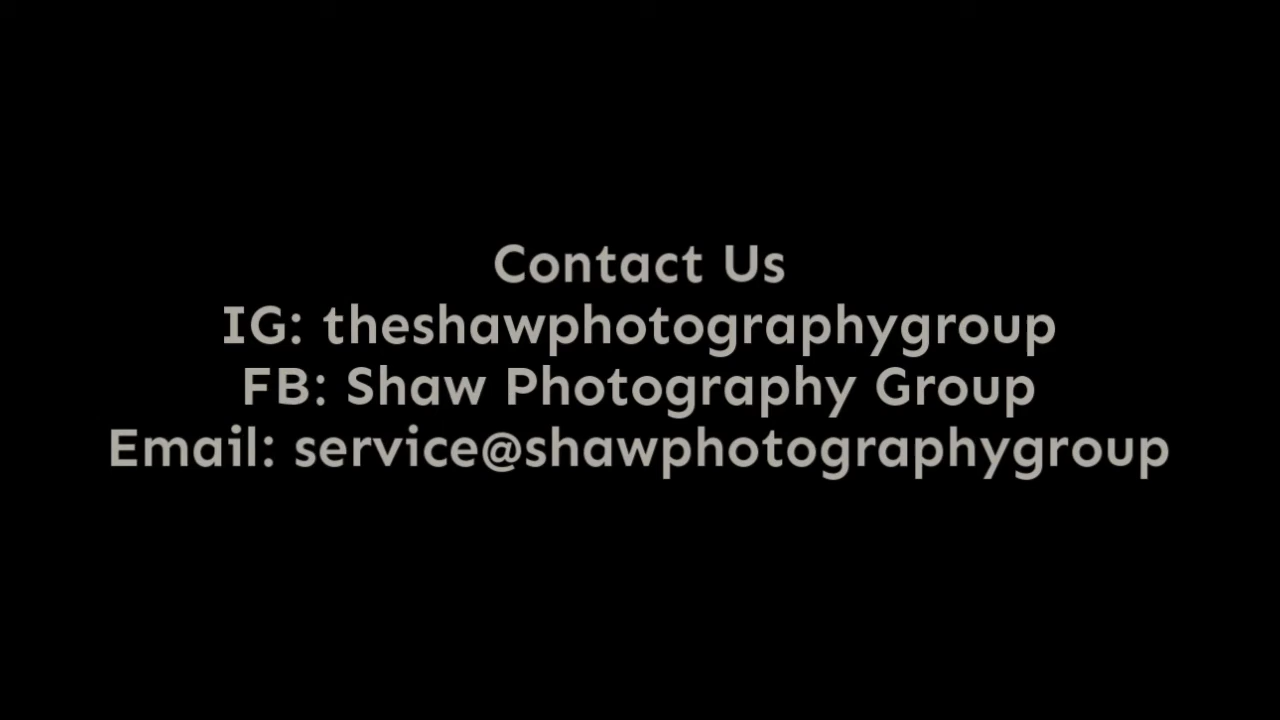 Contact Us
IG: theshawphotographygroup
FB: Shaw Photography Group
Email: service@shawphotographygroup